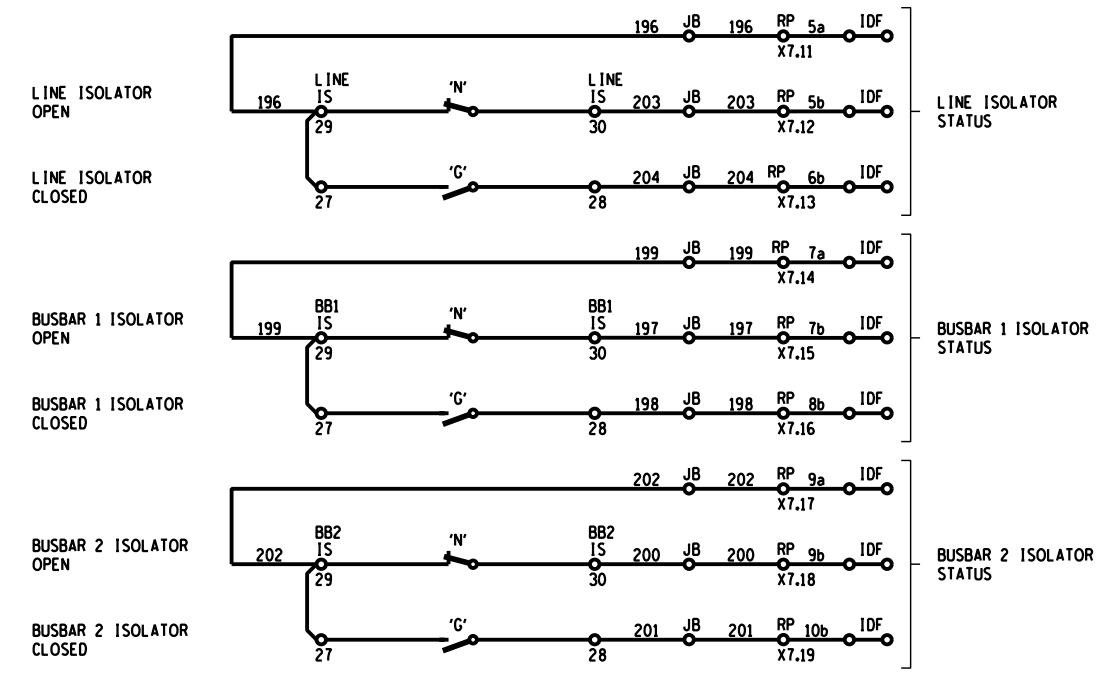 196 JB 196 RP 5a IDF
X7.11
LINE ISOLATOR
OPEN
196
LINE
IS
29
'N'
LINE
IS
30
203 JB 203 RP 5b IDF
X7.12
LINE ISOLATOR
STATUS
LINE ISOLATOR
CLOSED
27
'G'
28
204 JB 204 RP 6b IDF
X7.13
199 JB 199 RP 7a IDF
X7.14
BUSBAR 1 ISOLATOR
OPEN
199
BB1
IS
29
'N'
BB1
IS
30
197 JB 197 RP 7b IDF
X7.15
BUSBAR 1 ISOLATOR
STATUS
BUSBAR 1 ISOLATOR
CLOSED
27
'G'
28
198 JB 198 RP 8b IDF
X7.16
202 JB 202 RP 9a IDF
X7.17
BUSBAR 2 ISOLATOR
OPEN
202
BB2
IS
29
'N'
BB2
IS
30
200 JB 200 RP 9b IDF
X7.18
BUSBAR 2 ISOLATOR
STATUS
BUSBAR 2 ISOLATOR
CLOSED
27
'G'
28
201 JB 201 RP 10b IDF
X7.19